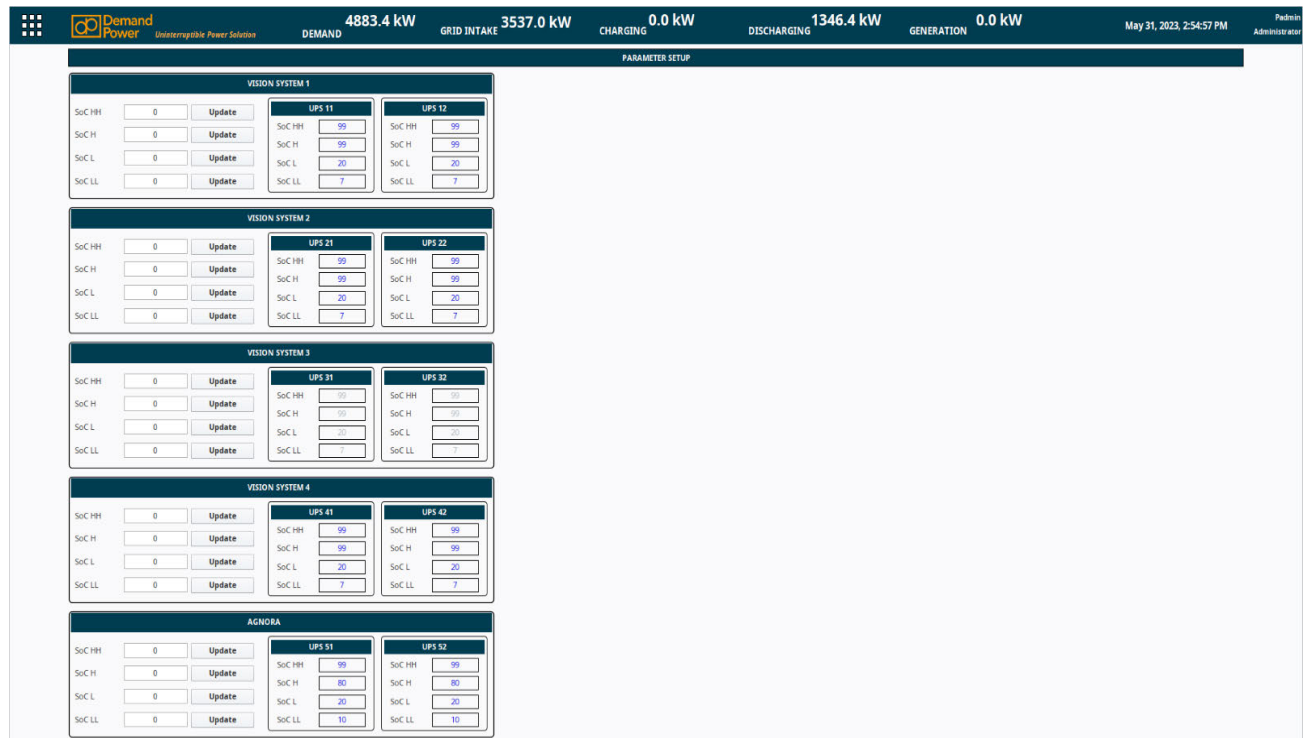 Demand Power Uninterruptible Power Solution
DEMAND 4883.4 kW
GRID INTAKE 3537.0 kW
CHARGING 0.0 kW
DISCHARGING 1346.4 kW
GENERATION 0.0 kW
May 31, 2023, 2:54:57 PM
Padmin
Administrator
PARAMETER SETUP
VISION SYSTEM 1
SoC HH 0 Update
SoC H 0 Update
SoC L 0 Update
SoC LL 0 Update
UPS 11
SoC HH 99
SoC H 99
SoC L 20
SoC LL 7
UPS 12
SoC HH 99
SoC H 99
SoC L 20
SoC LL 7
VISION SYSTEM 2
SoC HH 0 Update
SoC H 0 Update
SoC L 0 Update
SoC LL 0 Update
UPS 21
SoC HH 99
SoC H 99
SoC L 20
SoC LL 7
UPS 22
SoC HH 99
SoC H 99
SoC L 20
SoC LL 7
VISION SYSTEM 3
SoC HH 0 Update
SoC H 0 Update
SoC L 0 Update
SoC LL 0 Update
UPS 31
SoC HH 99
SoC H 99
SoC L 20
SoC LL 7
UPS 32
SoC HH 99
SoC H 99
SoC L 20
SoC LL 7
VISION SYSTEM 4
SoC HH 0 Update
SoC H 0 Update
SoC L 0 Update
SoC LL 0 Update
UPS 41
SoC HH 99
SoC H 99
SoC L 20
SoC LL 7
UPS 42
SoC HH 99
SoC H 99
SoC L 20
SoC LL 7
AGNORA
SoC HH 0 Update
SoC H 0 Update
SoC L 0 Update
SoC LL 0 Update
UPS 51
SoC HH 99
SoC H 80
SoC L 20
SoC LL 10
UPS 52
SoC HH 99
SoC H 80
SoC L 20
SoC LL 10